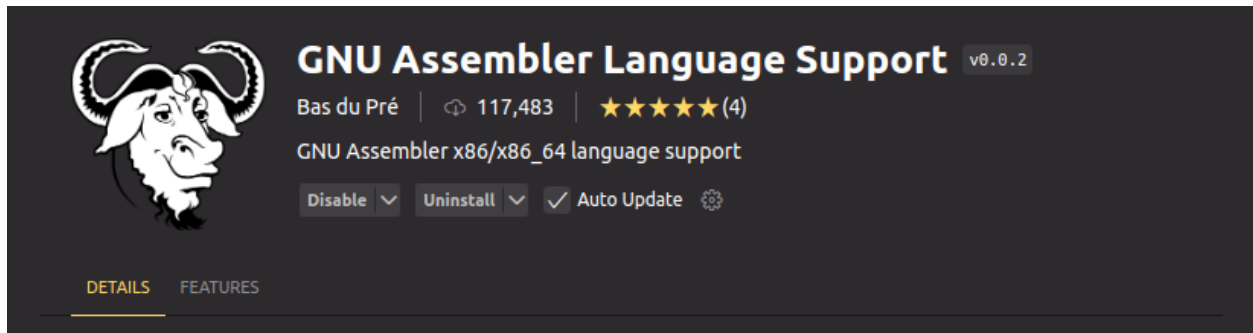 GNU Assembler Language Support v0.0.2
Bas du Pré 117,483 (4)
GNU Assembler x86/x86_64 language support
Disable Uninstall Auto Update
DETAILS FEATURES